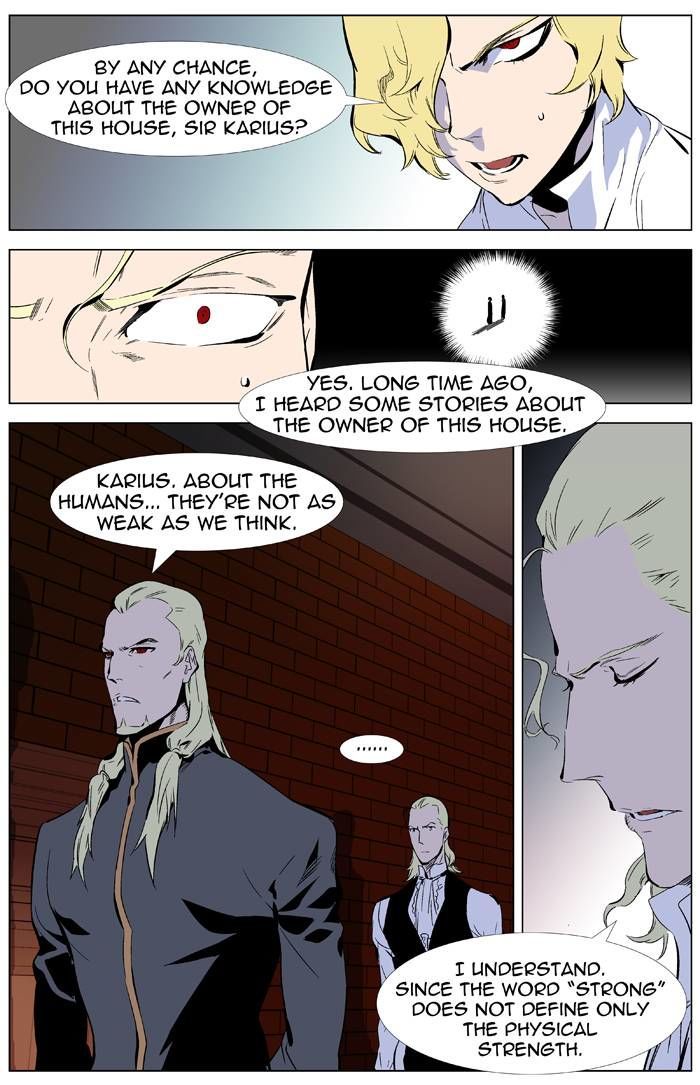 BY ANY CHANCE,
DO YOU HAVE ANY KNOWLEDGE
ABOUT THE OWNER OF
THIS HOUSE, SIR KARIUS?
YES. LONG TIME AGO,
I HEARD SOME STORIES ABOUT
THE OWNER OF THIS HOUSE.
KARIUS. ABOUT THE
HUMANS... THEY'RE NOT AS
WEAK AS WE THINK.
......
I UNDERSTAND.
SINCE THE WORD "STRONG"
DOES NOT DEFINE ONLY
THE PHYSICAL
STRENGTH.